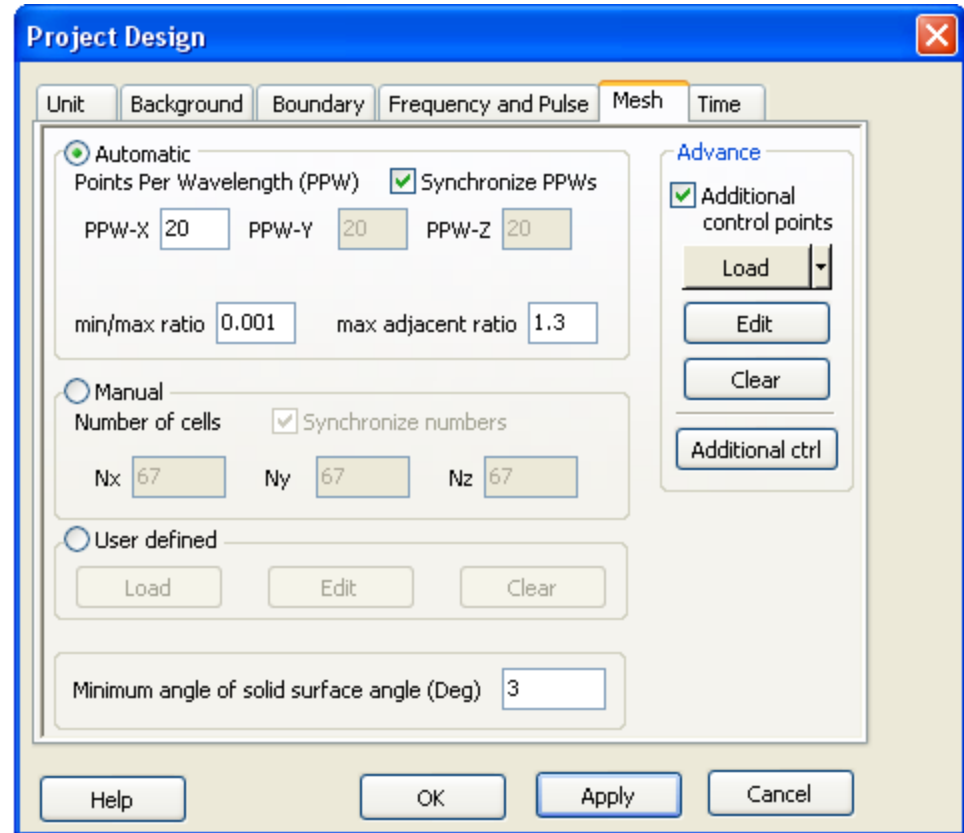 Project Design
Unit Background Boundary Frequency and Pulse Mesh Time
Automatic
Points Per Wavelength (PPW) Synchronize PPWs
PPW-X 20 PPW-Y 20 PPW-Z 20
min/max ratio 0.001 max adjacent ratio 1.3
Manual
Number of cells Synchronize numbers
Nx 67 Ny 67 Nz 67
User defined
Load Edit Clear
Minimum angle of solid surface angle (Deg) 3
Advance
Additional
control points
Load
Edit
Clear
Additional ctrl
Help OK Apply Cancel